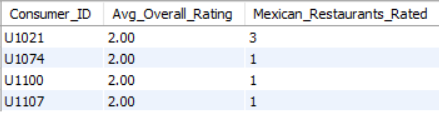 Consumer_ID Avg_Overall_Rating Mexican_Restaurants_Rated
U1021 2.00 3
U1074 2.00 1
U1100 2.00 1
U1107 2.00 1